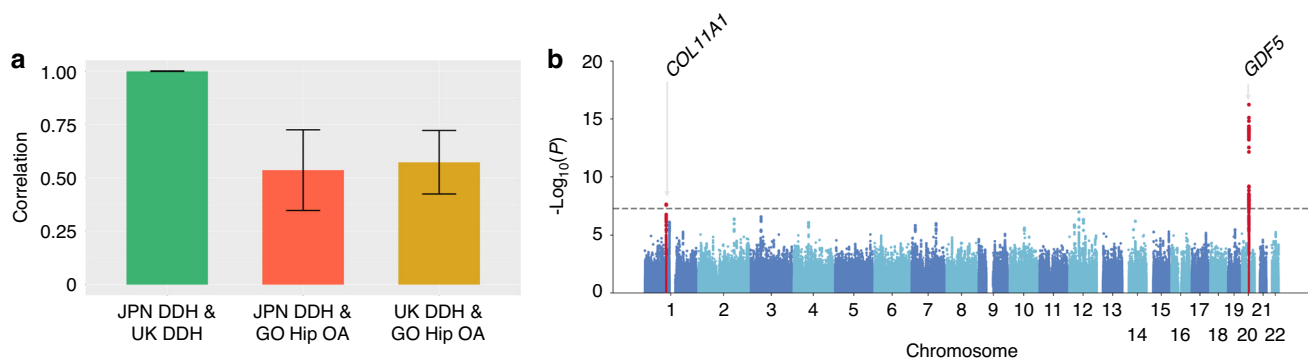 a
Correlation
1.00
0.75
0.50
0.25
0
JPN DDH &
UK DDH
JPN DDH &
GO Hip OA
UK DDH &
GO Hip OA
b
COL11A1
GDF5
-Log10(P)
20
15
10
5
0
1 2 3 4 5 6 7 8 9 10 11 12 13 15 17 19 21
14 16 18 20 22
Chromosome